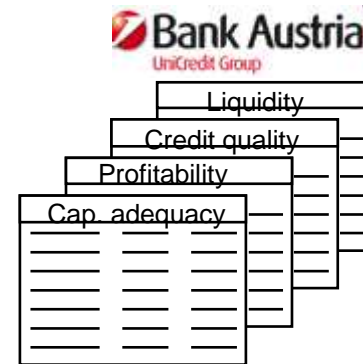 Bank Austria
UniCredit Group
Liquidity
Credit quality
Profitability
Cap. adequacy